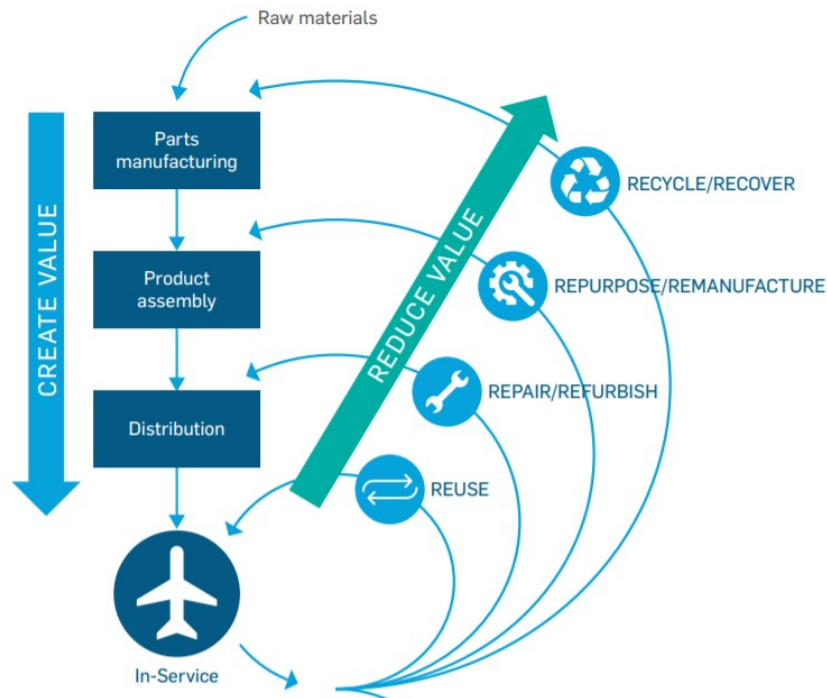 Raw materials
Parts
manufacturing
CREATE VALUE
RECYCLE/RECOVER
REDUCE VALUE
Product
assembly
REPURPOSE/REMANUFACTURE
Distribution
REPAIR/REFURBISH
REUSE
In-Service